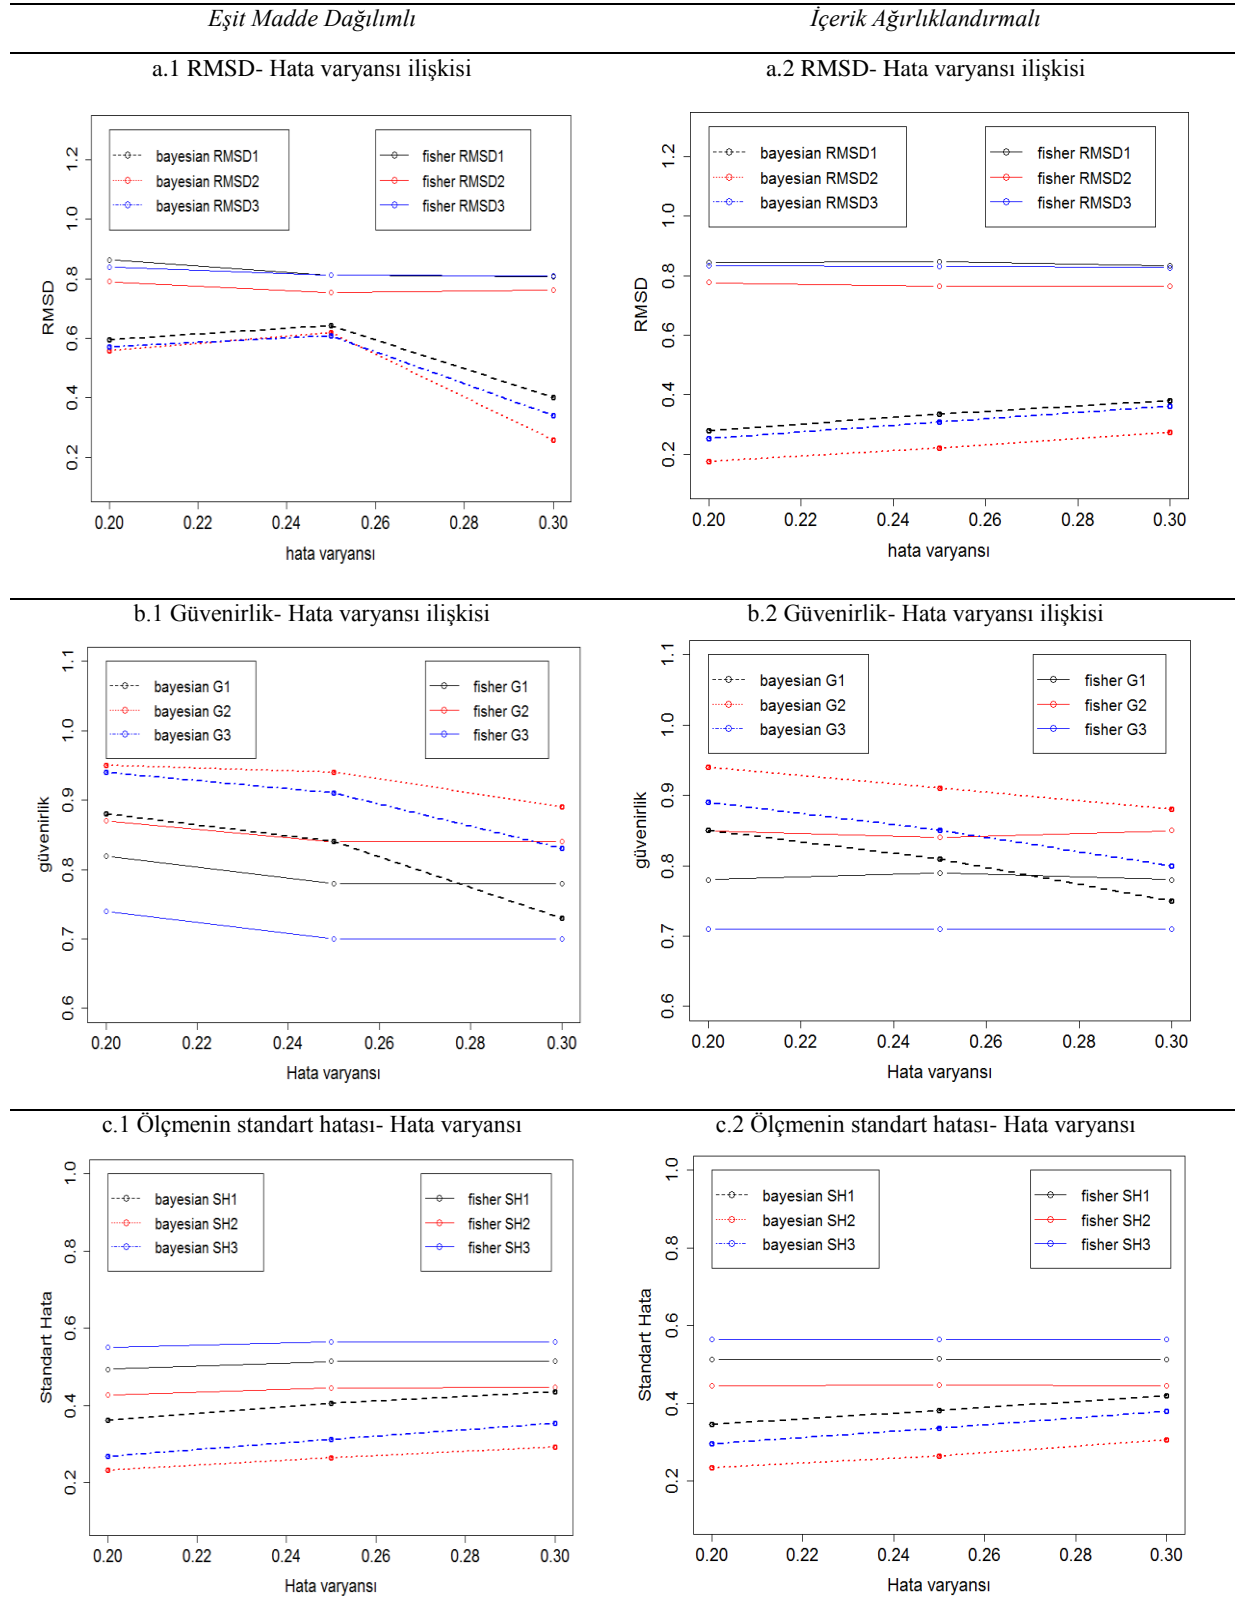 Eşit Madde Dağılımlı
İçerik Ağırlıklandırmalı
a.1 RMSD- Hata varyansı ilişkisi
a.2 RMSD- Hata varyansı ilişkisi
bayesian RMSD1
bayesian RMSD2
bayesian RMSD3
fisher RMSD1
fisher RMSD2
fisher RMSD3
RMSD
0.2 0.4 0.6 0.8 1.0 1.2
0.20 0.22 0.24 0.26 0.28 0.30
hata varyansı
bayesian RMSD1
bayesian RMSD2
bayesian RMSD3
fisher RMSD1
fisher RMSD2
fisher RMSD3
RMSD
0.2 0.4 0.6 0.8 1.0 1.2
0.20 0.22 0.24 0.26 0.28 0.30
hata varyansı
b.1 Güvenirlik- Hata varyansı ilişkisi
b.2 Güvenirlik- Hata varyansı ilişkisi
bayesian G1
bayesian G2
bayesian G3
fisher G1
fisher G2
fisher G3
güvenirlik
0.6 0.7 0.8 0.9 1.0 1.1
0.20 0.22 0.24 0.26 0.28 0.30
Hata varyansı
bayesian G1
bayesian G2
bayesian G3
fisher G1
fisher G2
fisher G3
güvenirlik
0.6 0.7 0.8 0.9 1.0 1.1
0.20 0.22 0.24 0.26 0.28 0.30
Hata varyansı
c.1 Ölçmenin standart hatası- Hata varyansı
c.2 Ölçmenin standart hatası- Hata varyansı
bayesian SH1
bayesian SH2
bayesian SH3
fisher SH1
fisher SH2
fisher SH3
Standart Hata
0.2 0.4 0.6 0.8 1.0
0.20 0.22 0.24 0.26 0.28 0.30
Hata varyansı
bayesian SH1
bayesian SH2
bayesian SH3
fisher SH1
fisher SH2
fisher SH3
Standart Hata
0.2 0.4 0.6 0.8 1.0
0.20 0.22 0.24 0.26 0.28 0.30
Hata varyansı